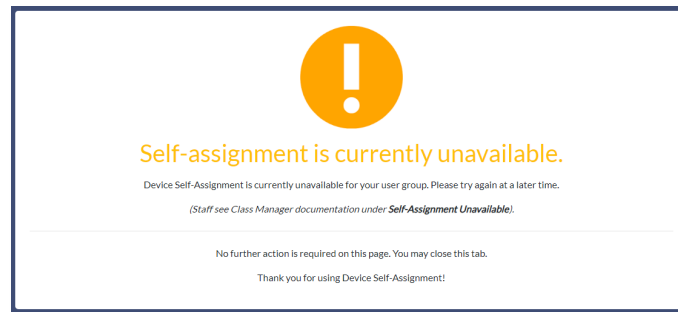 Self-assignment is currently unavailable.
Device Self-Assignment is currently unavailable for your user group. Please try again at a later time.
(Staff see Class Manager documentation under Self-Assignment Unavailable).
No further action is required on this page. You may close this tab.
Thank you for using Device Self-Assignment!